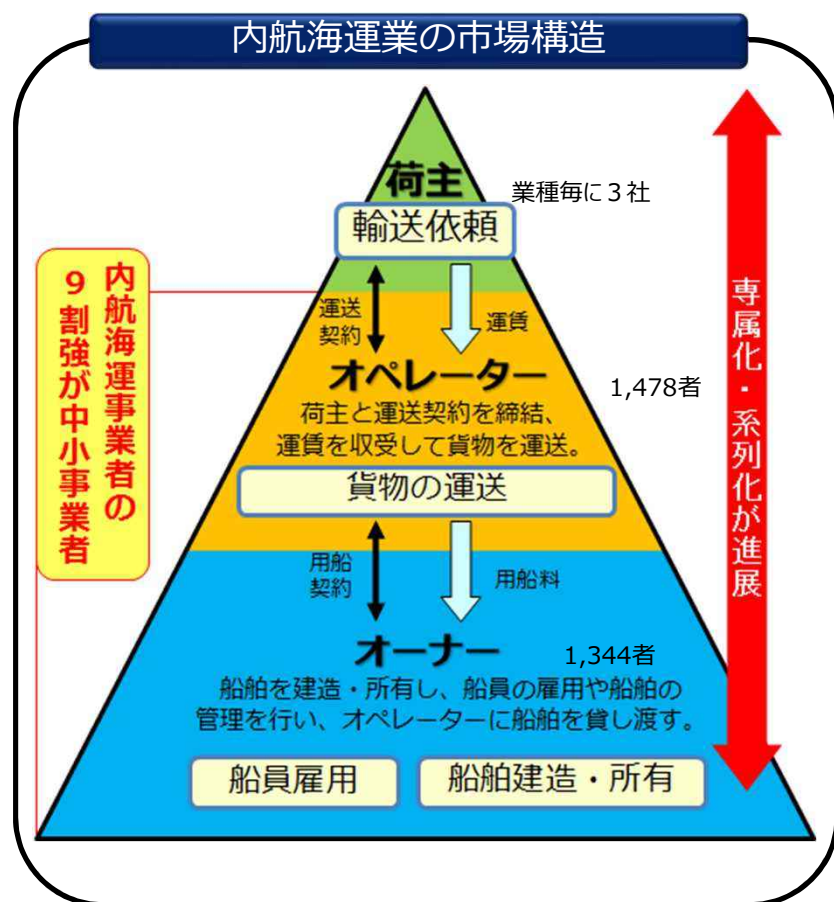 内航海運業の市場構造
荷主
業種毎に３社
輸送依頼
運送
契約
運賃
オペレーター
1,478者
荷主と運送契約を締結、
運賃を収受して貨物を運送。
貨物の運送
用船
契約
用船料
オーナー
1,344者
船舶を建造・所有し、船員の雇用や船舶の
管理を行い、オペレーターに船舶を貸し渡す。
船員雇用
船舶建造・所有
内航海運事業者の
９割強が中小事業者
専属化・系列化が進展